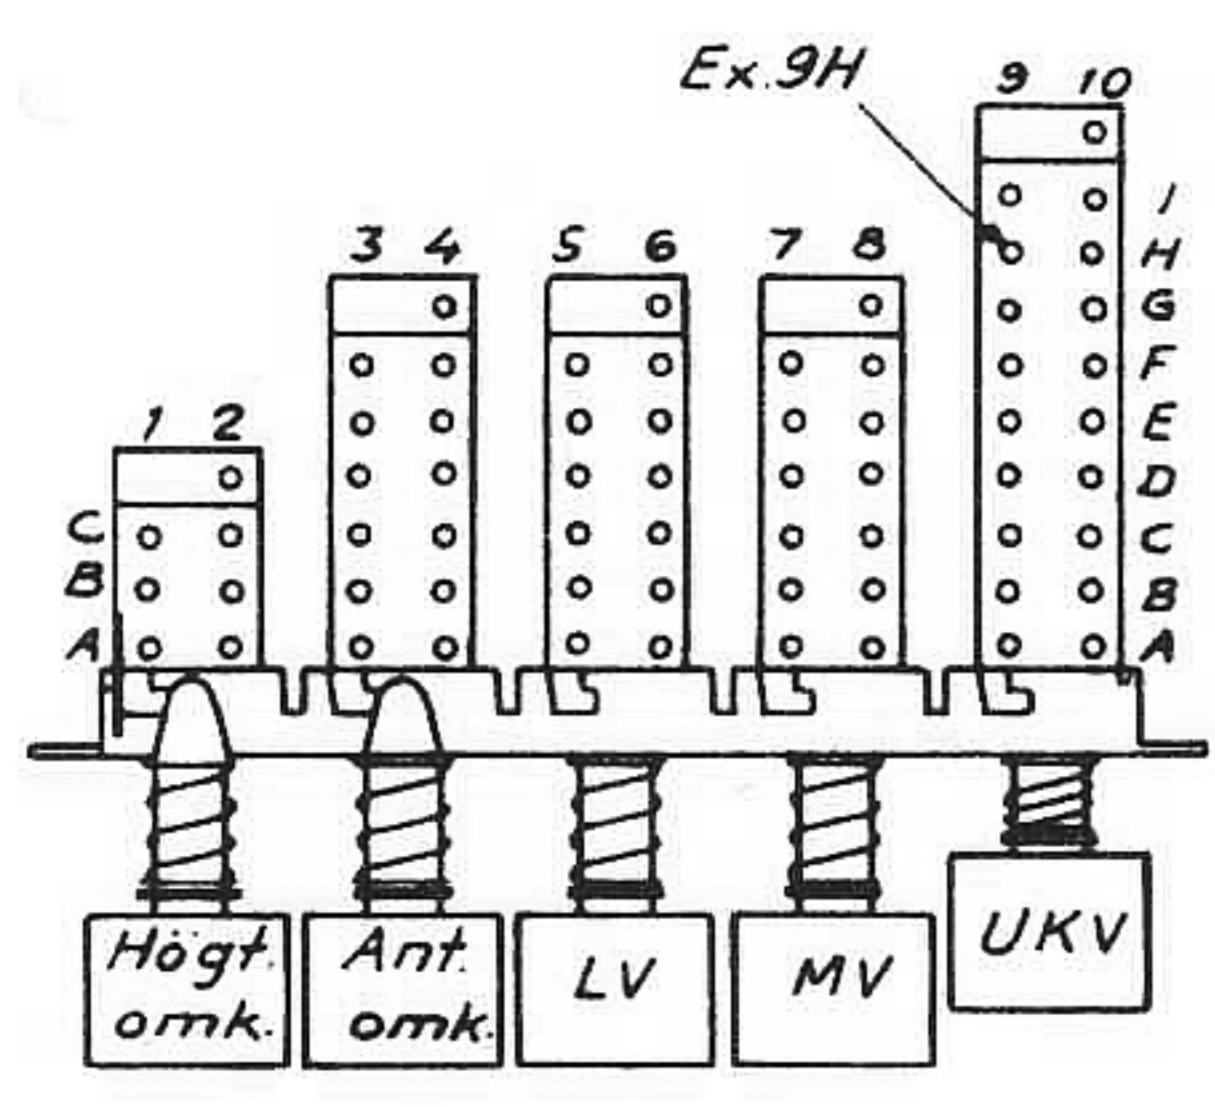 Ex. 9H
9 10
I
3 4 5 6 7 8 H
G
F
1 2 E
D
C C
B B
A A
Högt. omk.
Ant. omk.
LV
MV
UKV